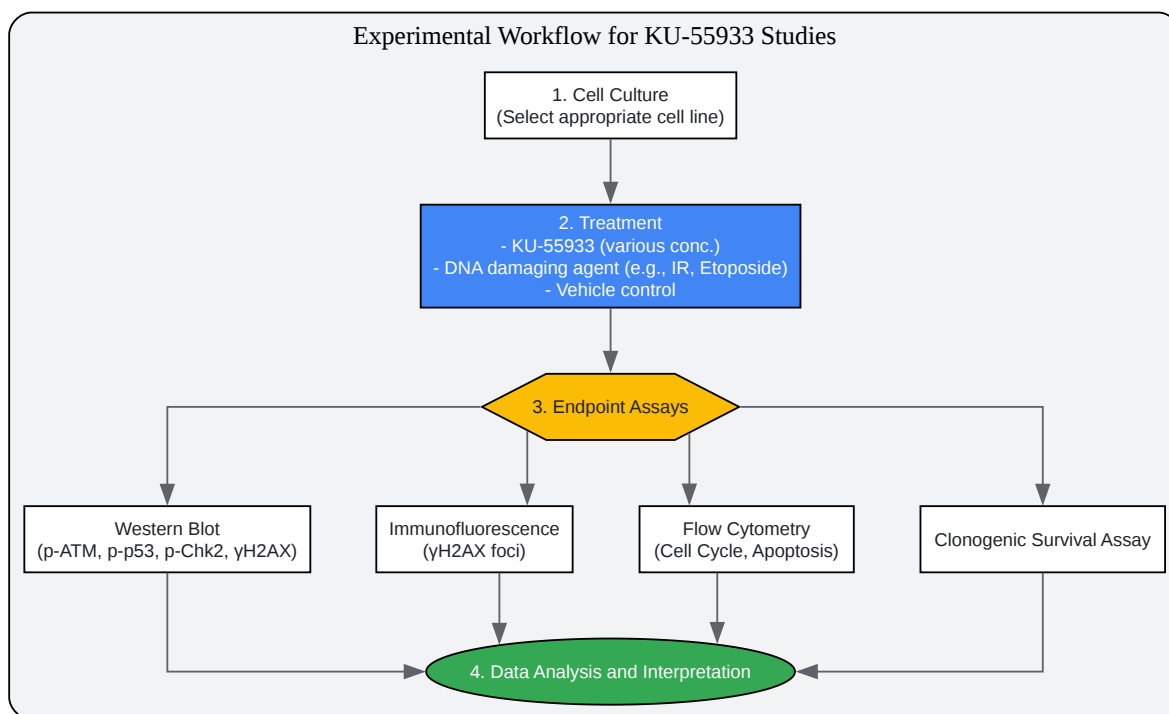 Experimental Workflow for KU-55933 Studies
1. Cell Culture
(Select appropriate cell line)
2. Treatment
- KU-55933 (various conc.)
- DNA damaging agent (e.g., IR, Etoposide)
- Vehicle control
3. Endpoint Assays
Western Blot
(p-ATM, p-p53, p-Chk2, γH2AX)
Immunofluorescence
(γH2AX foci)
Flow Cytometry
(Cell Cycle, Apoptosis)
Clonogenic Survival Assay
4. Data Analysis and Interpretation